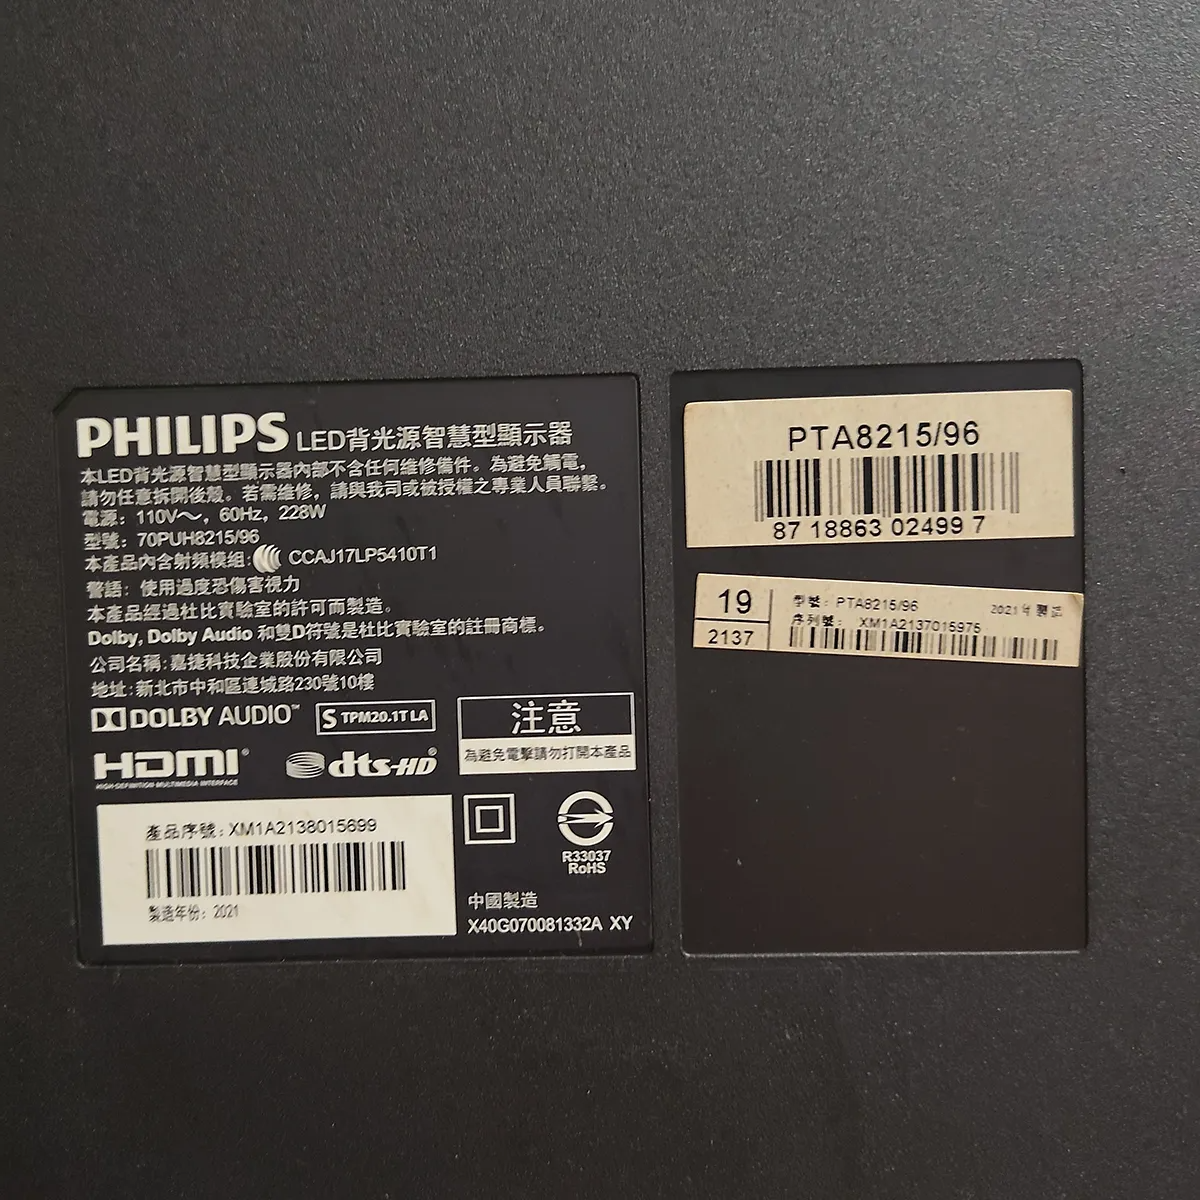 PHILIPS LED背光源智慧型顯示器
本LED背光源智慧型顯示器內部不含任何維修備件。為避免觸電，
請勿任意拆開後殼。若需維修，請與我司或被授權之專業人員聯繫。
電源：110V～，60Hz，228W
型號：70PUH8215/96
本產品內含射頻模組： CCAJ17LP5410T1
警語：使用過度恐傷害視力
本產品經過杜比實驗室的許可而製造。
Dolby, Dolby Audio 和雙D符號是杜比實驗室的註冊商標。
公司名稱：嘉捷科技企業股份有限公司
地址：新北市中和區連城路230號10樓
DOLBY AUDIO™ S TPM20.1T LA
注意
為避免電擊請勿打開本產品
HDMI®
HIGH-DEFINITION MULTIMEDIA INTERFACE
dts-HD®
產品序號：XM1A2138015699
製造年份：2021
R33037
RoHS
中國製造
X40G070081332A XY
PTA8215/96
87 18863 02499 7
19
2137
型號：PTA8215/96 2021年製造
序列號：XM1A2137015975